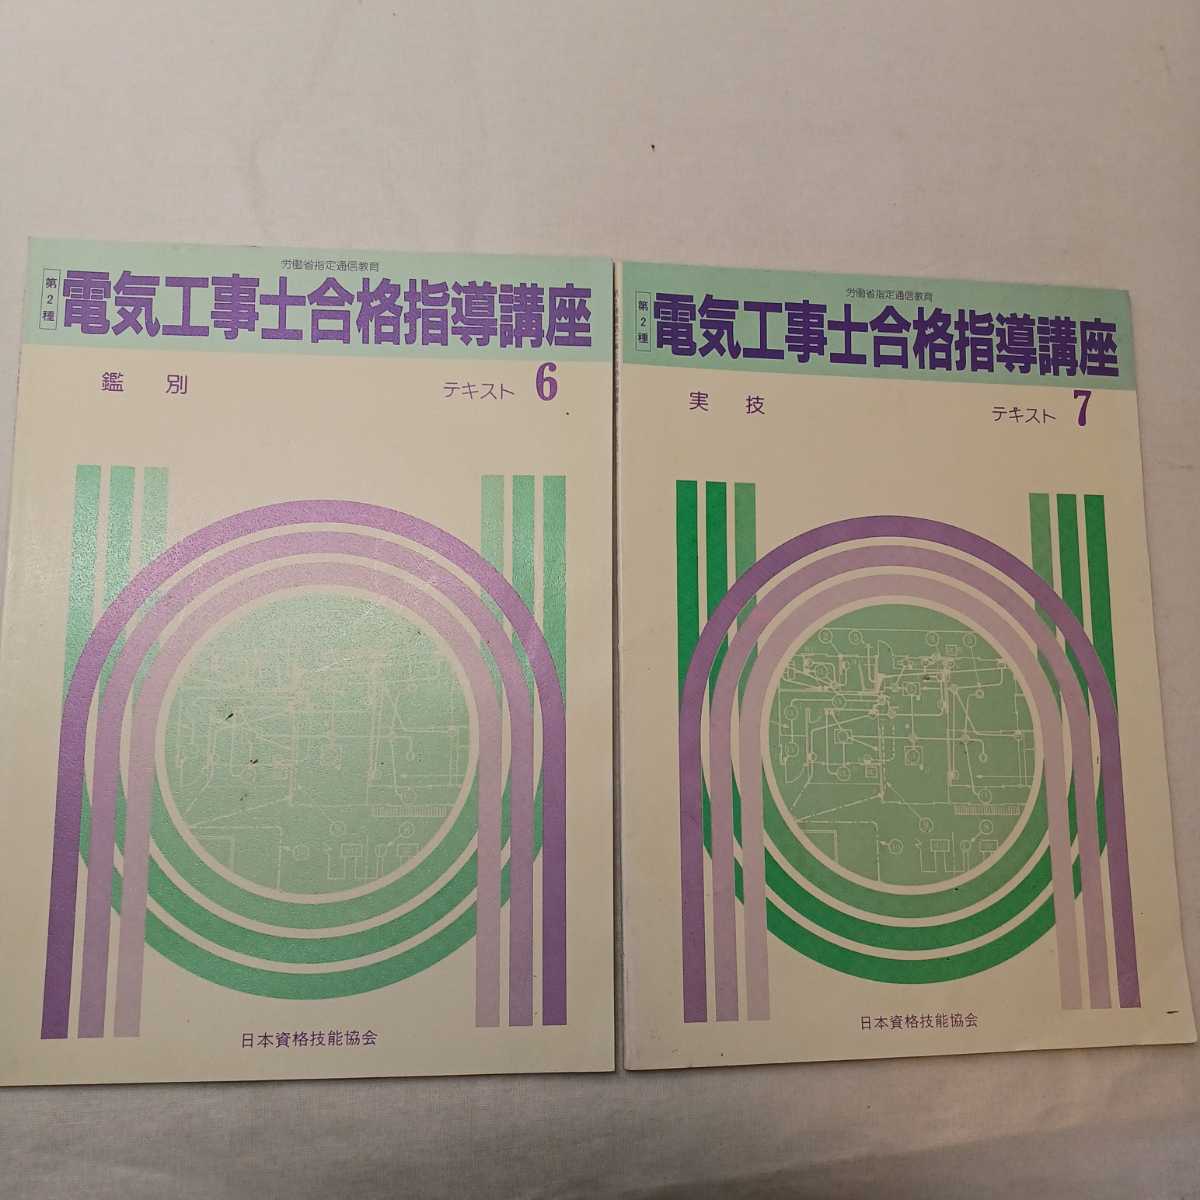 労働省指定通信教育
第2種
電気工事士合格指導講座
鑑 別
テキスト 6
日本資格技能協会
労働省指定通信教育
第2種
電気工事士合格指導講座
実 技
テキスト 7
日本資格技能協会